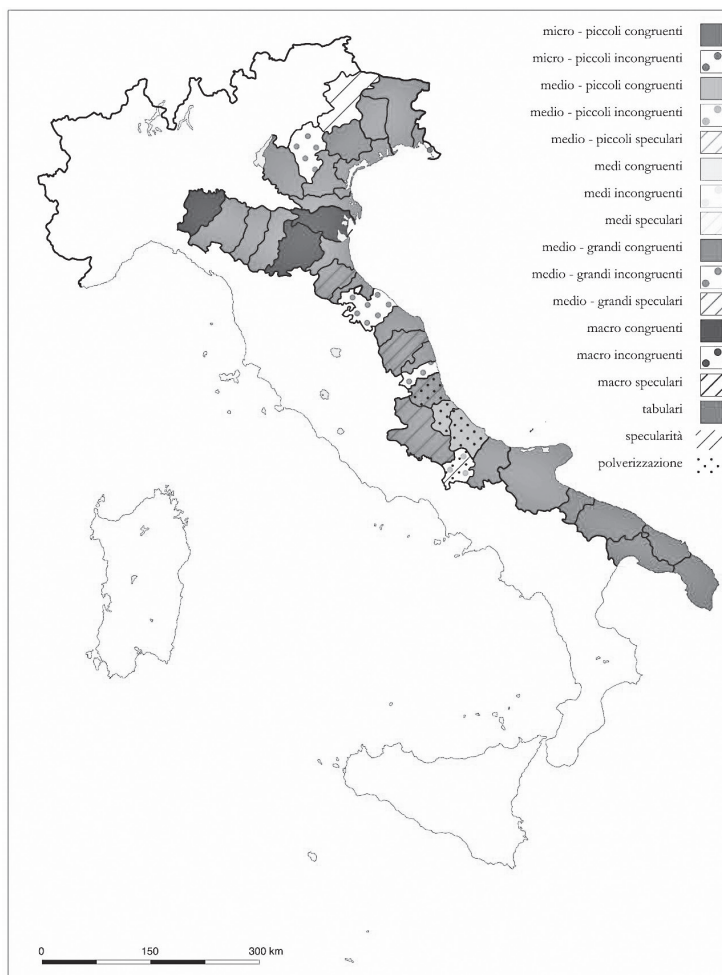 micro - piccoli congruenti
micro - piccoli incongruenti
medio - piccoli congruenti
medio - piccoli incongruenti
medio - piccoli speculari
medi congruenti
medi incongruenti
medi speculari
medio - grandi congruenti
medio - grandi incongruenti
medio - grandi speculari
macro congruenti
macro incongruenti
macro speculari
tabulari
specularità
polverizzazione
0 150 300 km